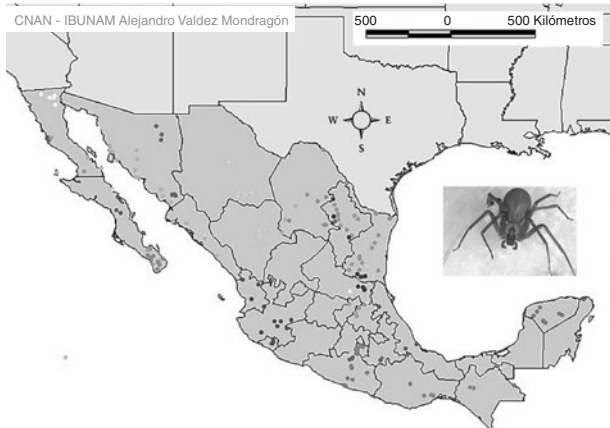 CNAN - IBUNAM Alejandro Valdez Mondragón
500 0 500 Kilómetros
N
W E
S